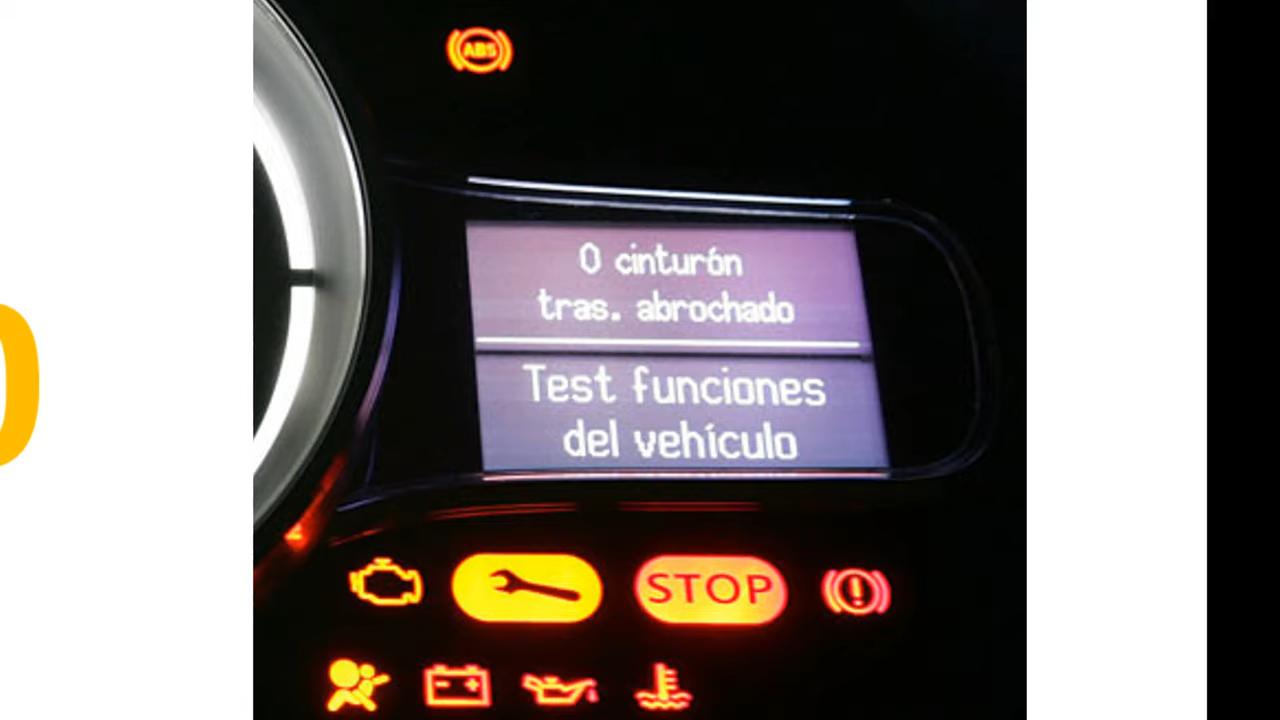 ABS
0 cinturón
tras. abrochado
Test funciones
del vehículo
STOP